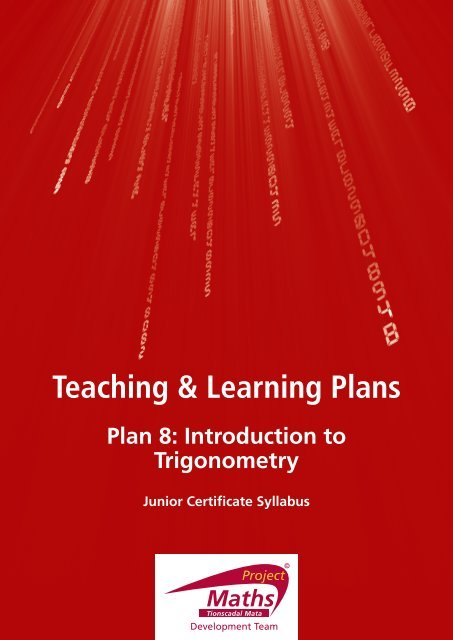 Teaching & Learning Plans
Plan 8: Introduction to
Trigonometry
Junior Certificate Syllabus
Project
©
Maths
Tionscadal Mata
Development Team